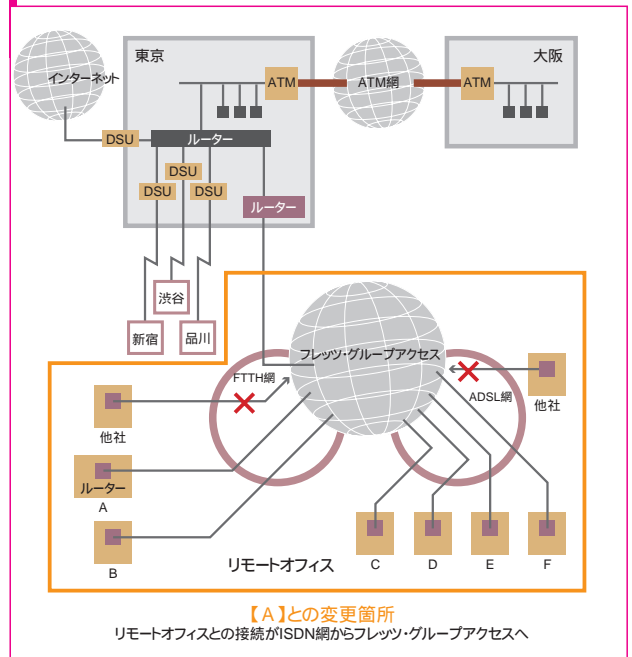 東京
大阪
インターネット
ATM
ATM網
ATM
DSU
ルーター
DSU
DSU
DSU
ルーター
渋谷
新宿
品川
フレッツ・グループアクセス
FTTH網
ADSL網
他社
他社
ルーター
A
B
リモートオフィス
C
D
E
F
【A】との変更箇所
リモートオフィスとの接続がISDN網からフレッツ・グループアクセスへ